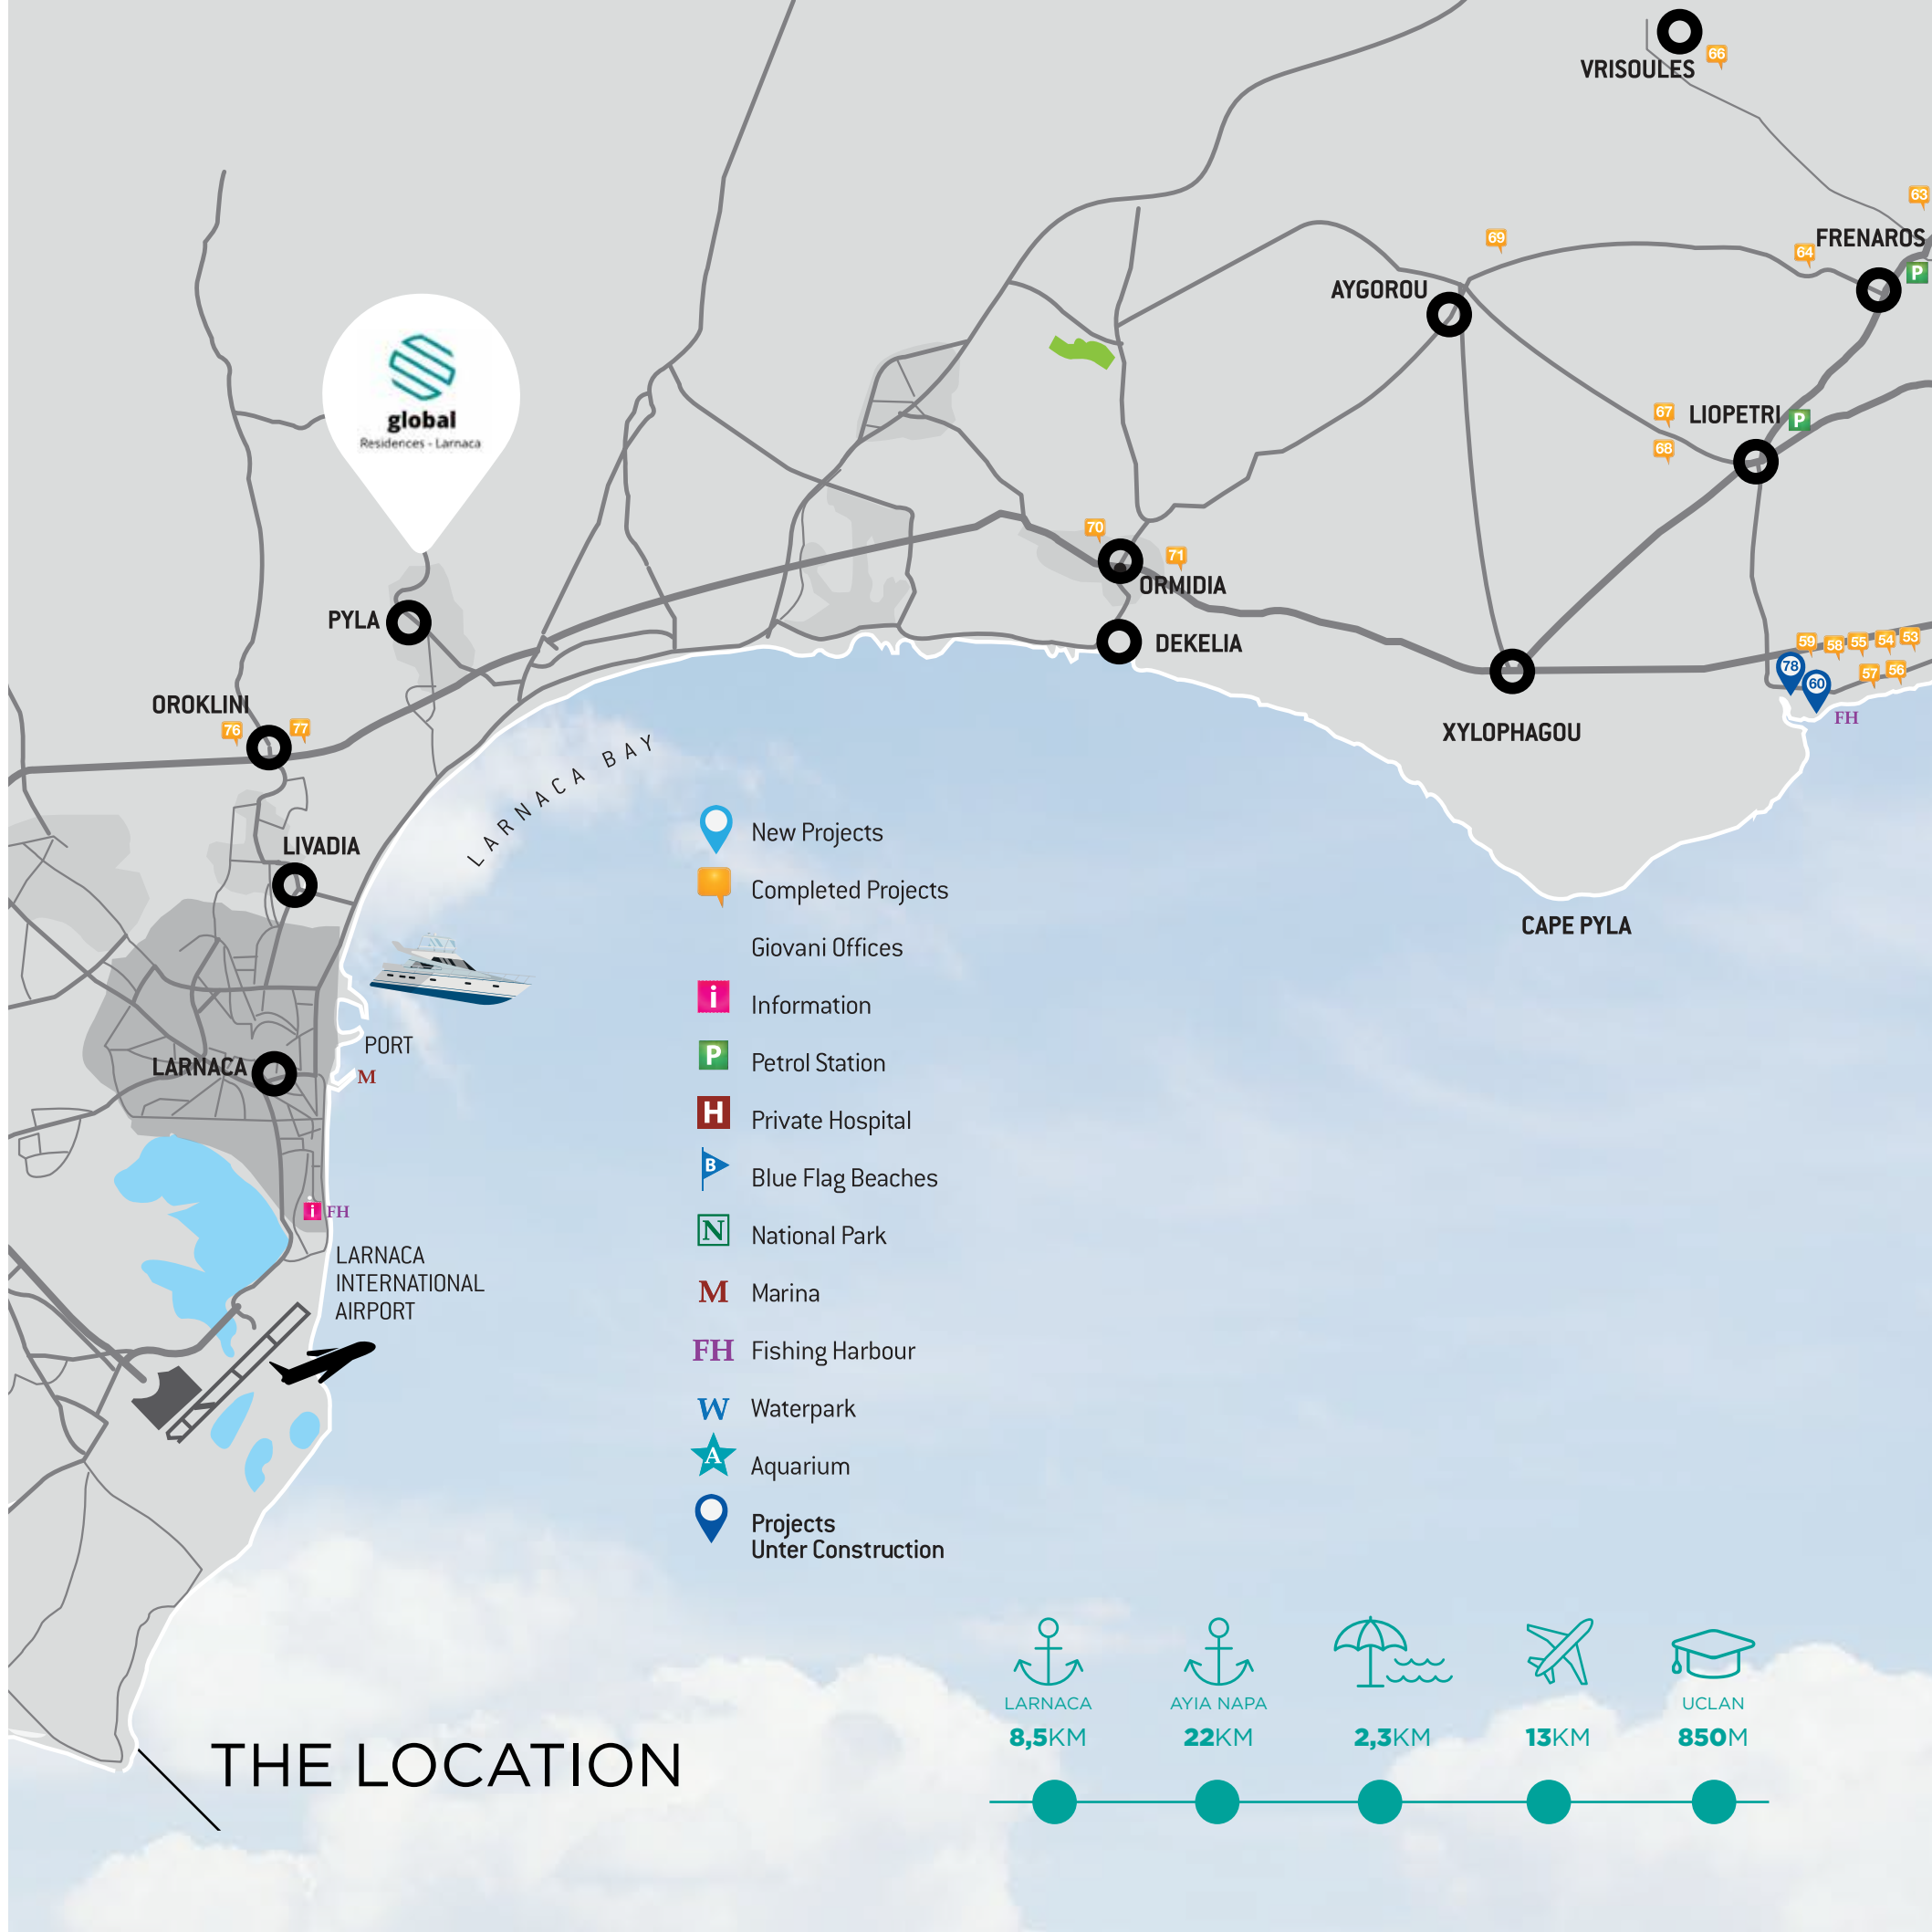 VRISOULES
66
63
FRENAROS
64
P
69
AYGOROU
67
LIOPETRI
P
68
global
Residences - Larnaca
70
71
ORMIDIA
PYLA
DEKELIA
59
58
55
54
53
78
60
57
56
FH
XYLOPHAGOU
OROKLINI
76
77
LARNACA BAY
LIVADIA
CAPE PYLA
PORT
LARNACA
M
i
FH
LARNACA
INTERNATIONAL
AIRPORT
New Projects
Completed Projects
Giovani Offices
i Information
P Petrol Station
H Private Hospital
B Blue Flag Beaches
N National Park
M Marina
FH Fishing Harbour
W Waterpark
A Aquarium
Projects
Unter Construction
LARNACA
8,5KM
AYIA NAPA
22KM
2,3KM
13KM
UCLAN
850M
THE LOCATION